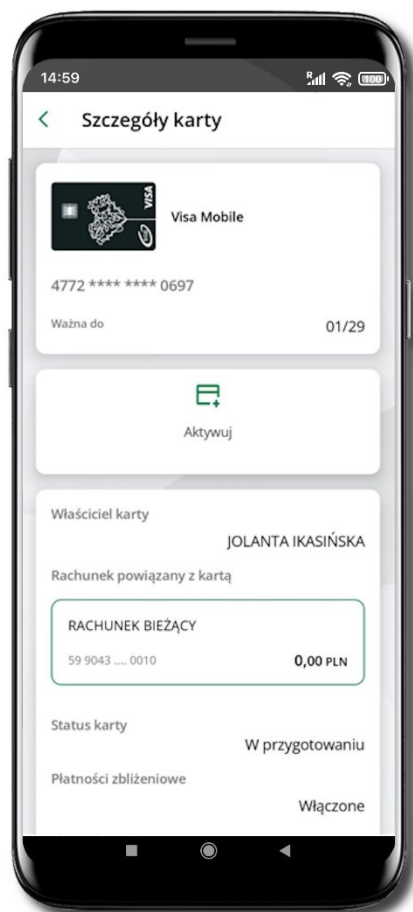 14:59
R
100
Szczegóły karty
VISA
Visa Mobile
4772 **** **** 0697
Ważna do
01/29
Aktywuj
Właściciel karty
JOLANTA IKASIŃSKA
Rachunek powiązany z kartą
RACHUNEK BIEŻĄCY
59 9043 .... 0010
0,00 PLN
Status karty
W przygotowaniu
Płatności zbliżeniowe
Włączone